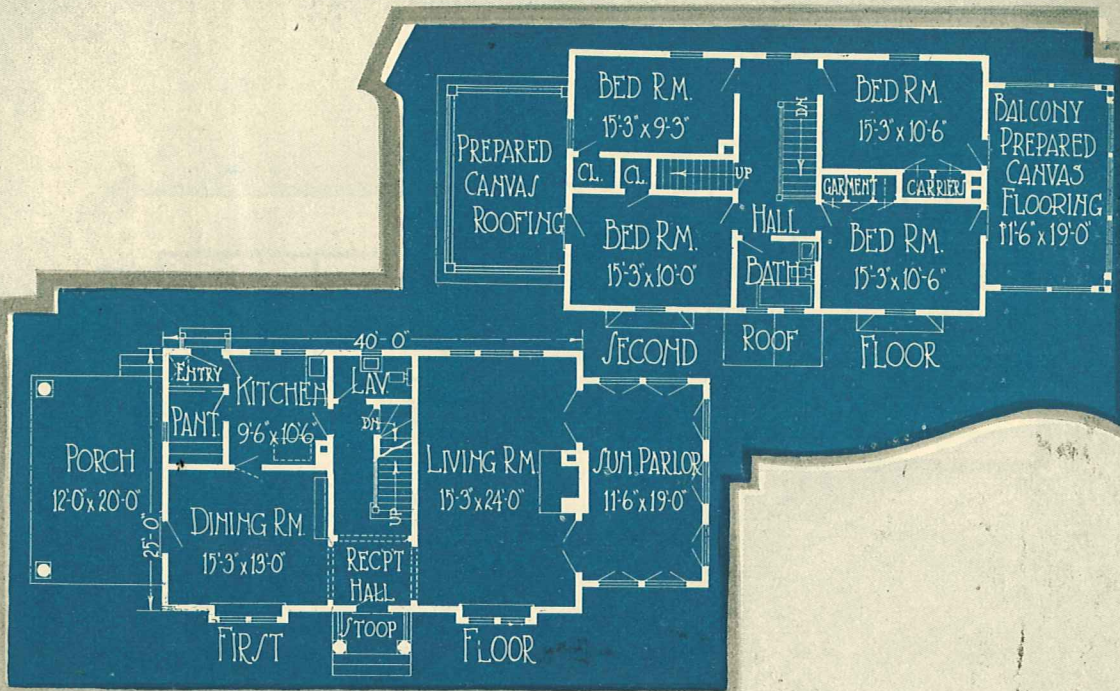 BED RM.
15'-3" x 9'-3"
BED RM.
15'-3" x 10'-6"
BALCONY
PREPARED
CANVAS
FLOORING
11'-6" x 19'-0"
PREPARED
CANVAS
ROOFING
DN
CL.
CL
UP
GARMENT
CARRIERS
BED RM.
15'-3" x 10'-0"
HALL
BATH
BED RM.
15'-3" x 10'-6"
SECOND
ROOF
FLOOR
40'-0"
ENTRY
KITCHEN
9'-6" x 10'-6"
LAV.
PANT.
DN
PORCH
12'-0" x 20'-0"
LIVING RM.
15'-3" x 24'-0"
SUN PARLOR
11'-6" x 19'-0"
UP
25'-0"
DINING RM.
15'-3" x 13'-0"
REC'PT
HALL
STOOP
FIRST
FLOOR